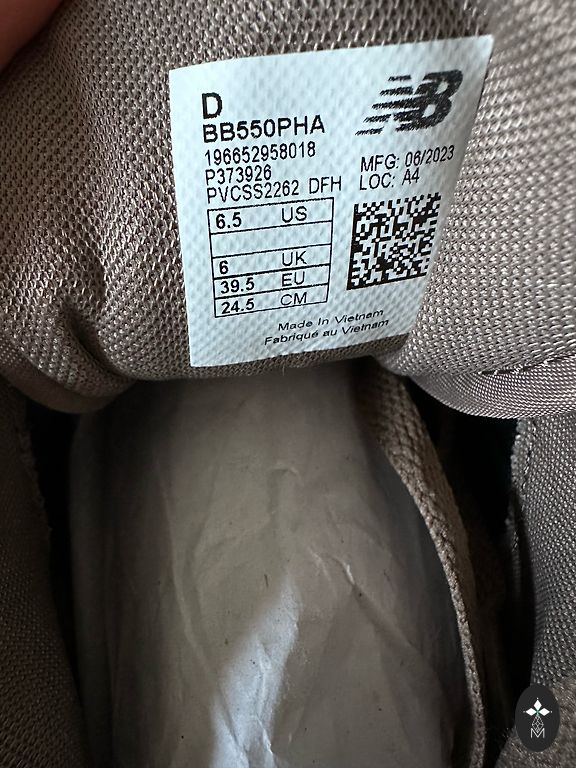 D
BB550PHA
196652958018
P373926
PVCSS2262 DFH
MFG: 06/2023
LOC: A4
6.5 US
6 UK
39.5 EU
24.5 CM
Made In Vietnam
Fabriqué au Vietnam
NB
M